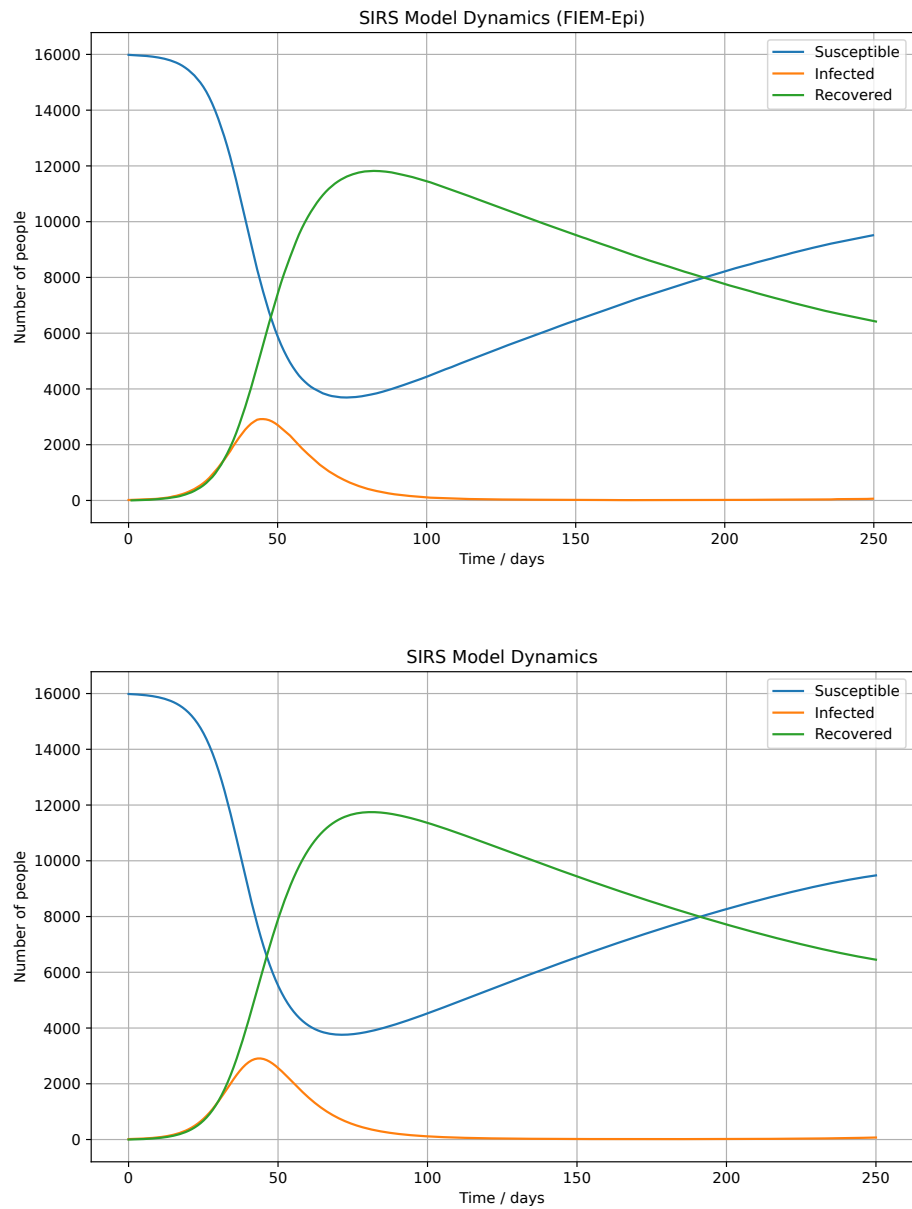 SIRS Model Dynamics (FIEM-Epi)
Number of people
16000
14000
12000
10000
8000
6000
4000
2000
0
Susceptible
Infected
Recovered
0 50 100 150 200 250
Time / days
SIRS Model Dynamics
Number of people
16000
14000
12000
10000
8000
6000
4000
2000
0
Susceptible
Infected
Recovered
0 50 100 150 200 250
Time / days